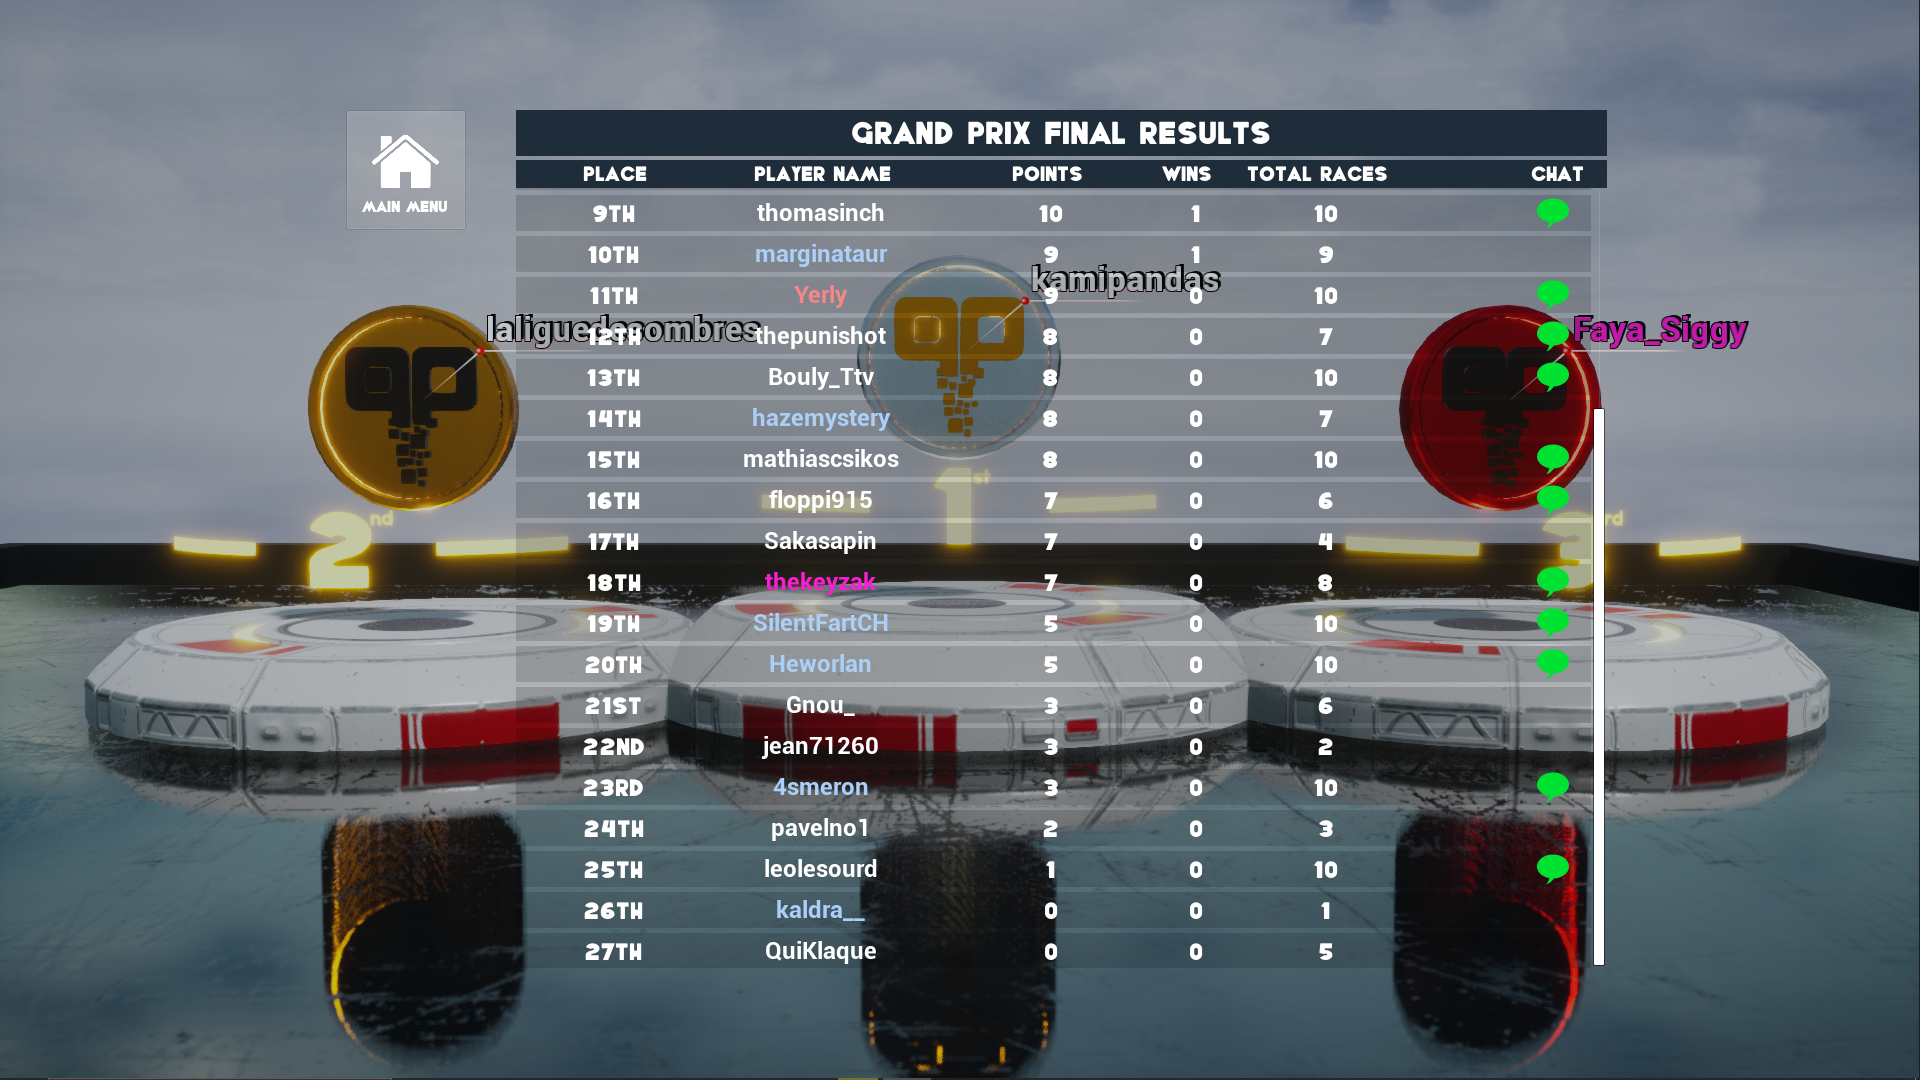 GRAND PRIX FINAL RESULTS
MAIN MENU
PLACE PLAYER NAME POINTS WINS TOTAL RACES CHAT
9TH thomasinch 10 1 10
10TH marginataur 9 1 9
kamipandas
11TH Yerly 9 0 10
laliguedesombres
Faya_Siggy
12TH thepunishot 8 0 7
13TH Bouly_Ttv 8 0 10
14TH hazemystery 8 0 7
15TH mathiascsikos 8 0 10
1st
16TH floppi915 7 0 6
2nd
3rd
17TH Sakasapin 7 0 4
18TH thekeyzak 7 0 8
19TH SilentFartCH 5 0 10
20TH Heworlan 5 0 10
21ST Gnou_ 3 0 6
22ND jean71260 3 0 2
23RD 4smeron 3 0 10
24TH pavelno1 2 0 3
25TH leolesourd 1 0 10
26TH kaldra__ 0 0 1
27TH QuiKlaque 0 0 5